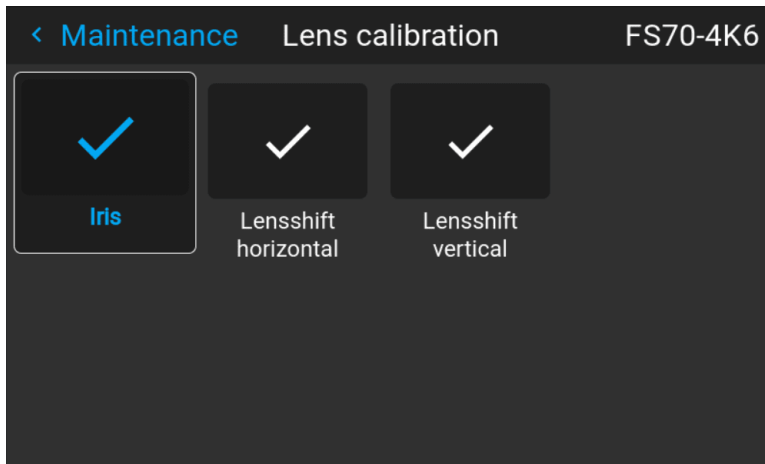 ‹ Maintenance Lens calibration FS70-4K6
Iris
Lensshift
horizontal
Lensshift
vertical